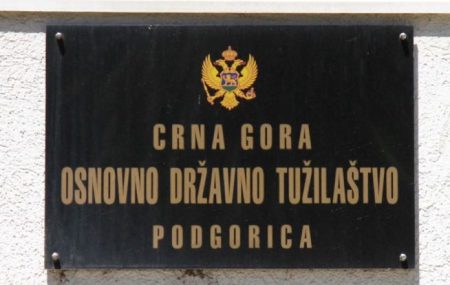 CRNA GORA
OSNOVNO DRŽAVNO TUŽILAŠTVO
PODGORICA